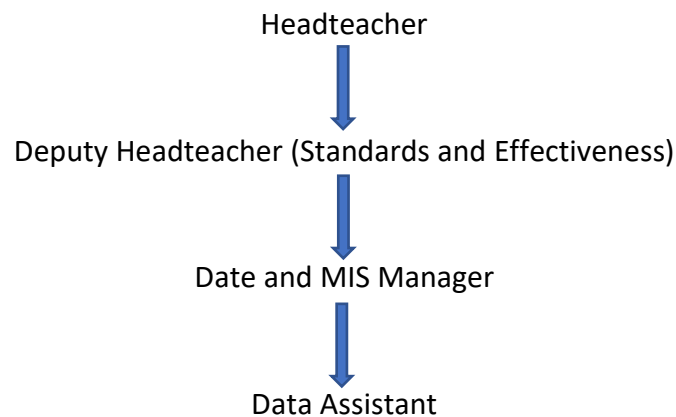 Headteacher
Deputy Headteacher (Standards and Effectiveness)
Date and MIS Manager
Data Assistant